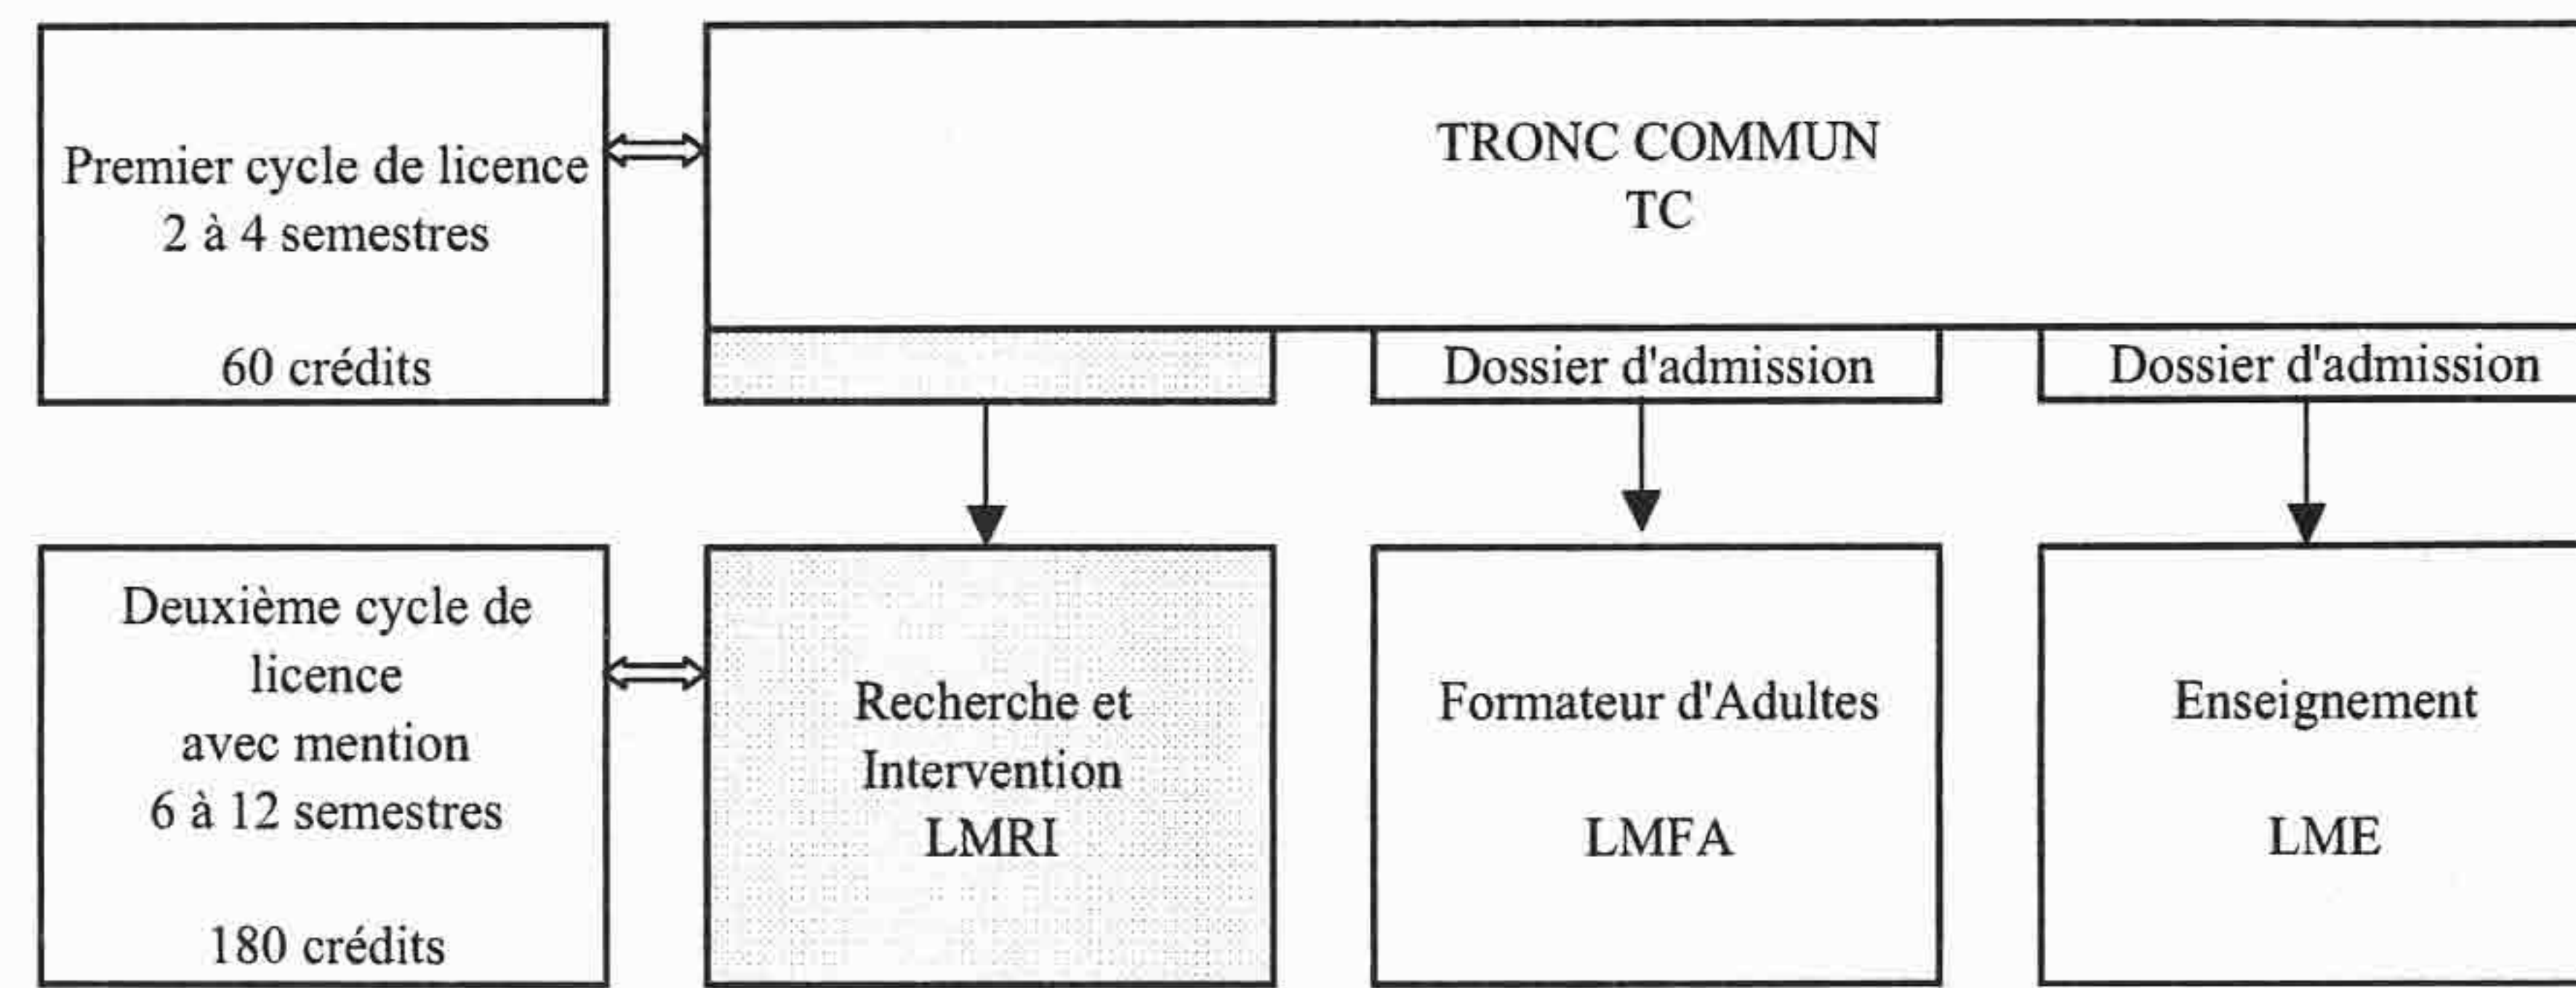 Premier cycle de licence
2 à 4 semestres
60 crédits
TRONC COMMUN
TC
Dossier d'admission
Dossier d'admission
Deuxième cycle de
licence
avec mention
6 à 12 semestres
180 crédits
Recherche et
Intervention
LMRI
Formateur d'Adultes
LMFA
Enseignement
LME